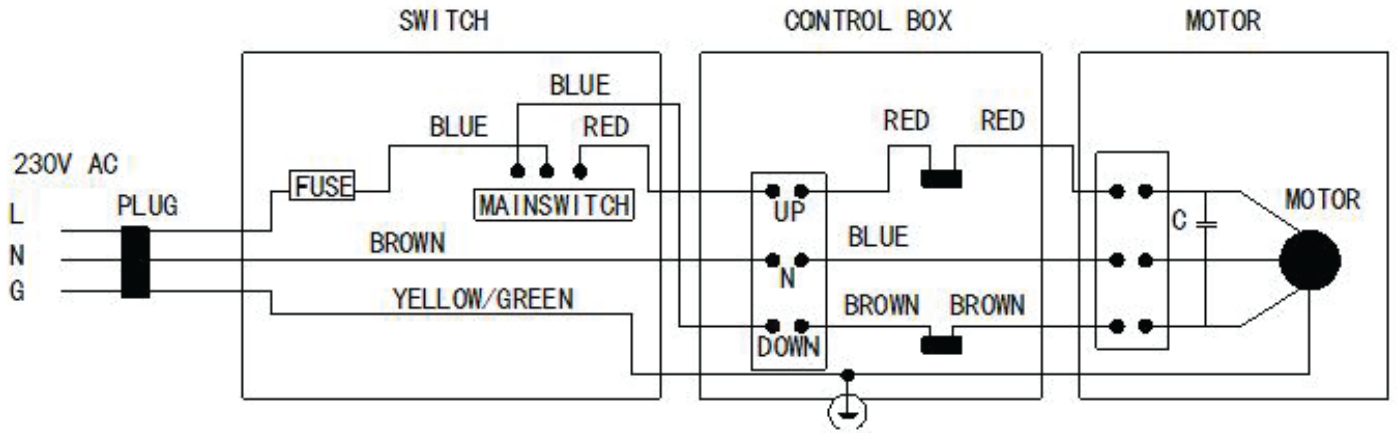 SWITCH
CONTROL BOX
MOTOR
BLUE
BLUE
RED
RED
RED
230V AC
FUSE
MAINSWITCH
L
PLUG
UP
C
MOTOR
N
BROWN
N
BLUE
G
YELLOW/GREEN
BROWN
BROWN
DOWN